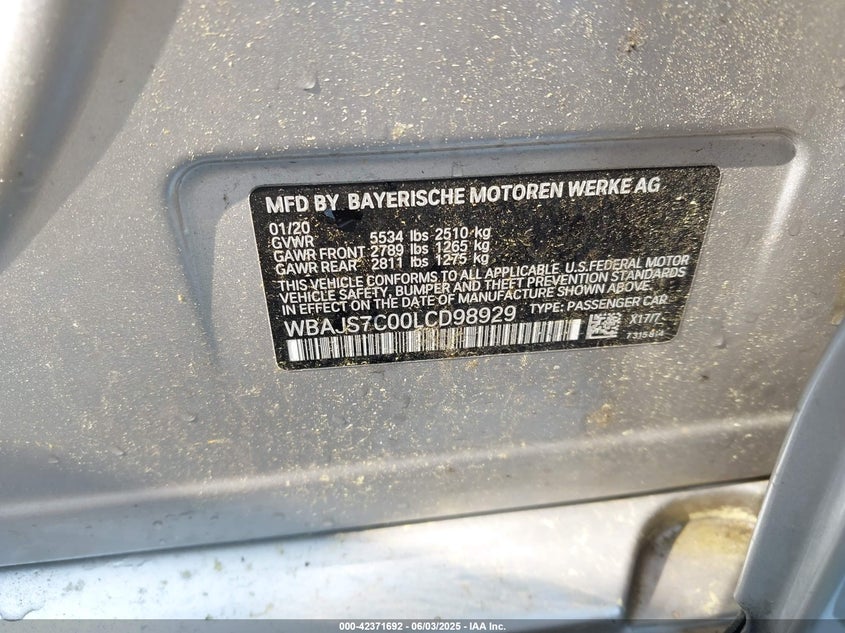 MFD BY BAYERISCHE MOTOREN WERKE AG
01/20
GVWR 5534 lbs 2510 kg
GAWR FRONT 2789 lbs 1265 kg
GAWR REAR 2811 lbs 1275 kg
THIS VEHICLE CONFORMS TO ALL APPLICABLE U.S.FEDERAL MOTOR
VEHICLE SAFETY, BUMPER AND THEFT PREVENTION STANDARDS
IN EFFECT ON THE DATE OF MANUFACTURE SHOWN ABOVE.
WBAJS7C00LCD98929 TYPE: PASSENGER CAR
X17/7
000-42371692 - 06/03/2025 - IAA Inc.